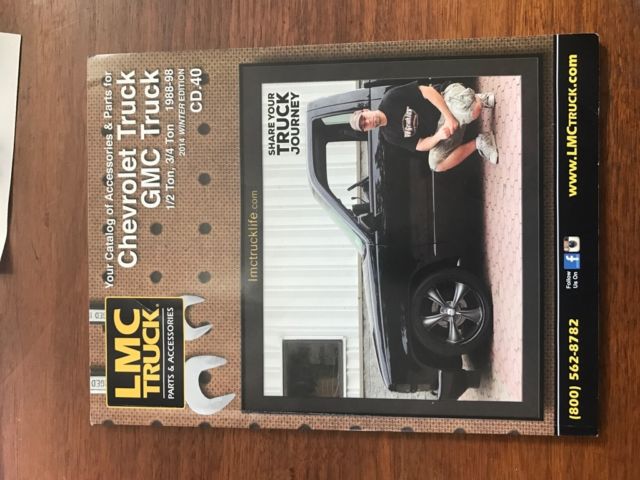 LMC
TRUCK®
PARTS & ACCESSORIES
Your Catalog of Accessories & Parts for
Chevrolet Truck
GMC Truck
1/2 Ton, 3/4 Ton 1988-98
2014 WINTER EDITION
CD.40
lmctrucklife.com
SHARE YOUR
TRUCK
JOURNEY
(800) 562-8782
Follow
Us On
www.LMCTRUCK.com